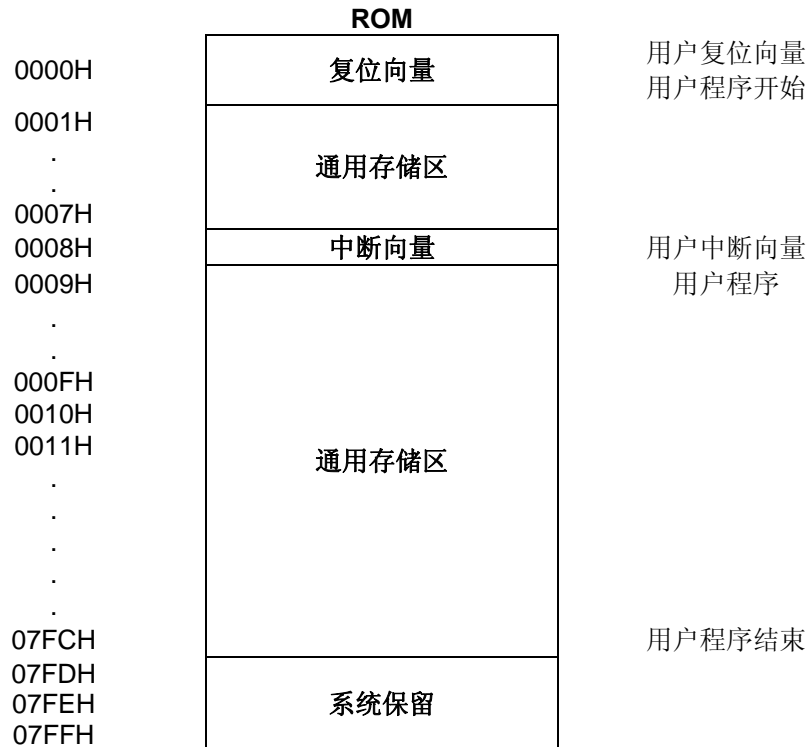 ROM
0000H 复位向量 用户复位向量
用户程序开始
0001H
.
通用存储区
.
0007H
0008H 中断向量 用户中断向量
0009H 用户程序
.
.
000FH
0010H
0011H 通用存储区
.
.
.
.
.
07FCH 用户程序结束
07FDH
07FEH 系统保留
07FFH